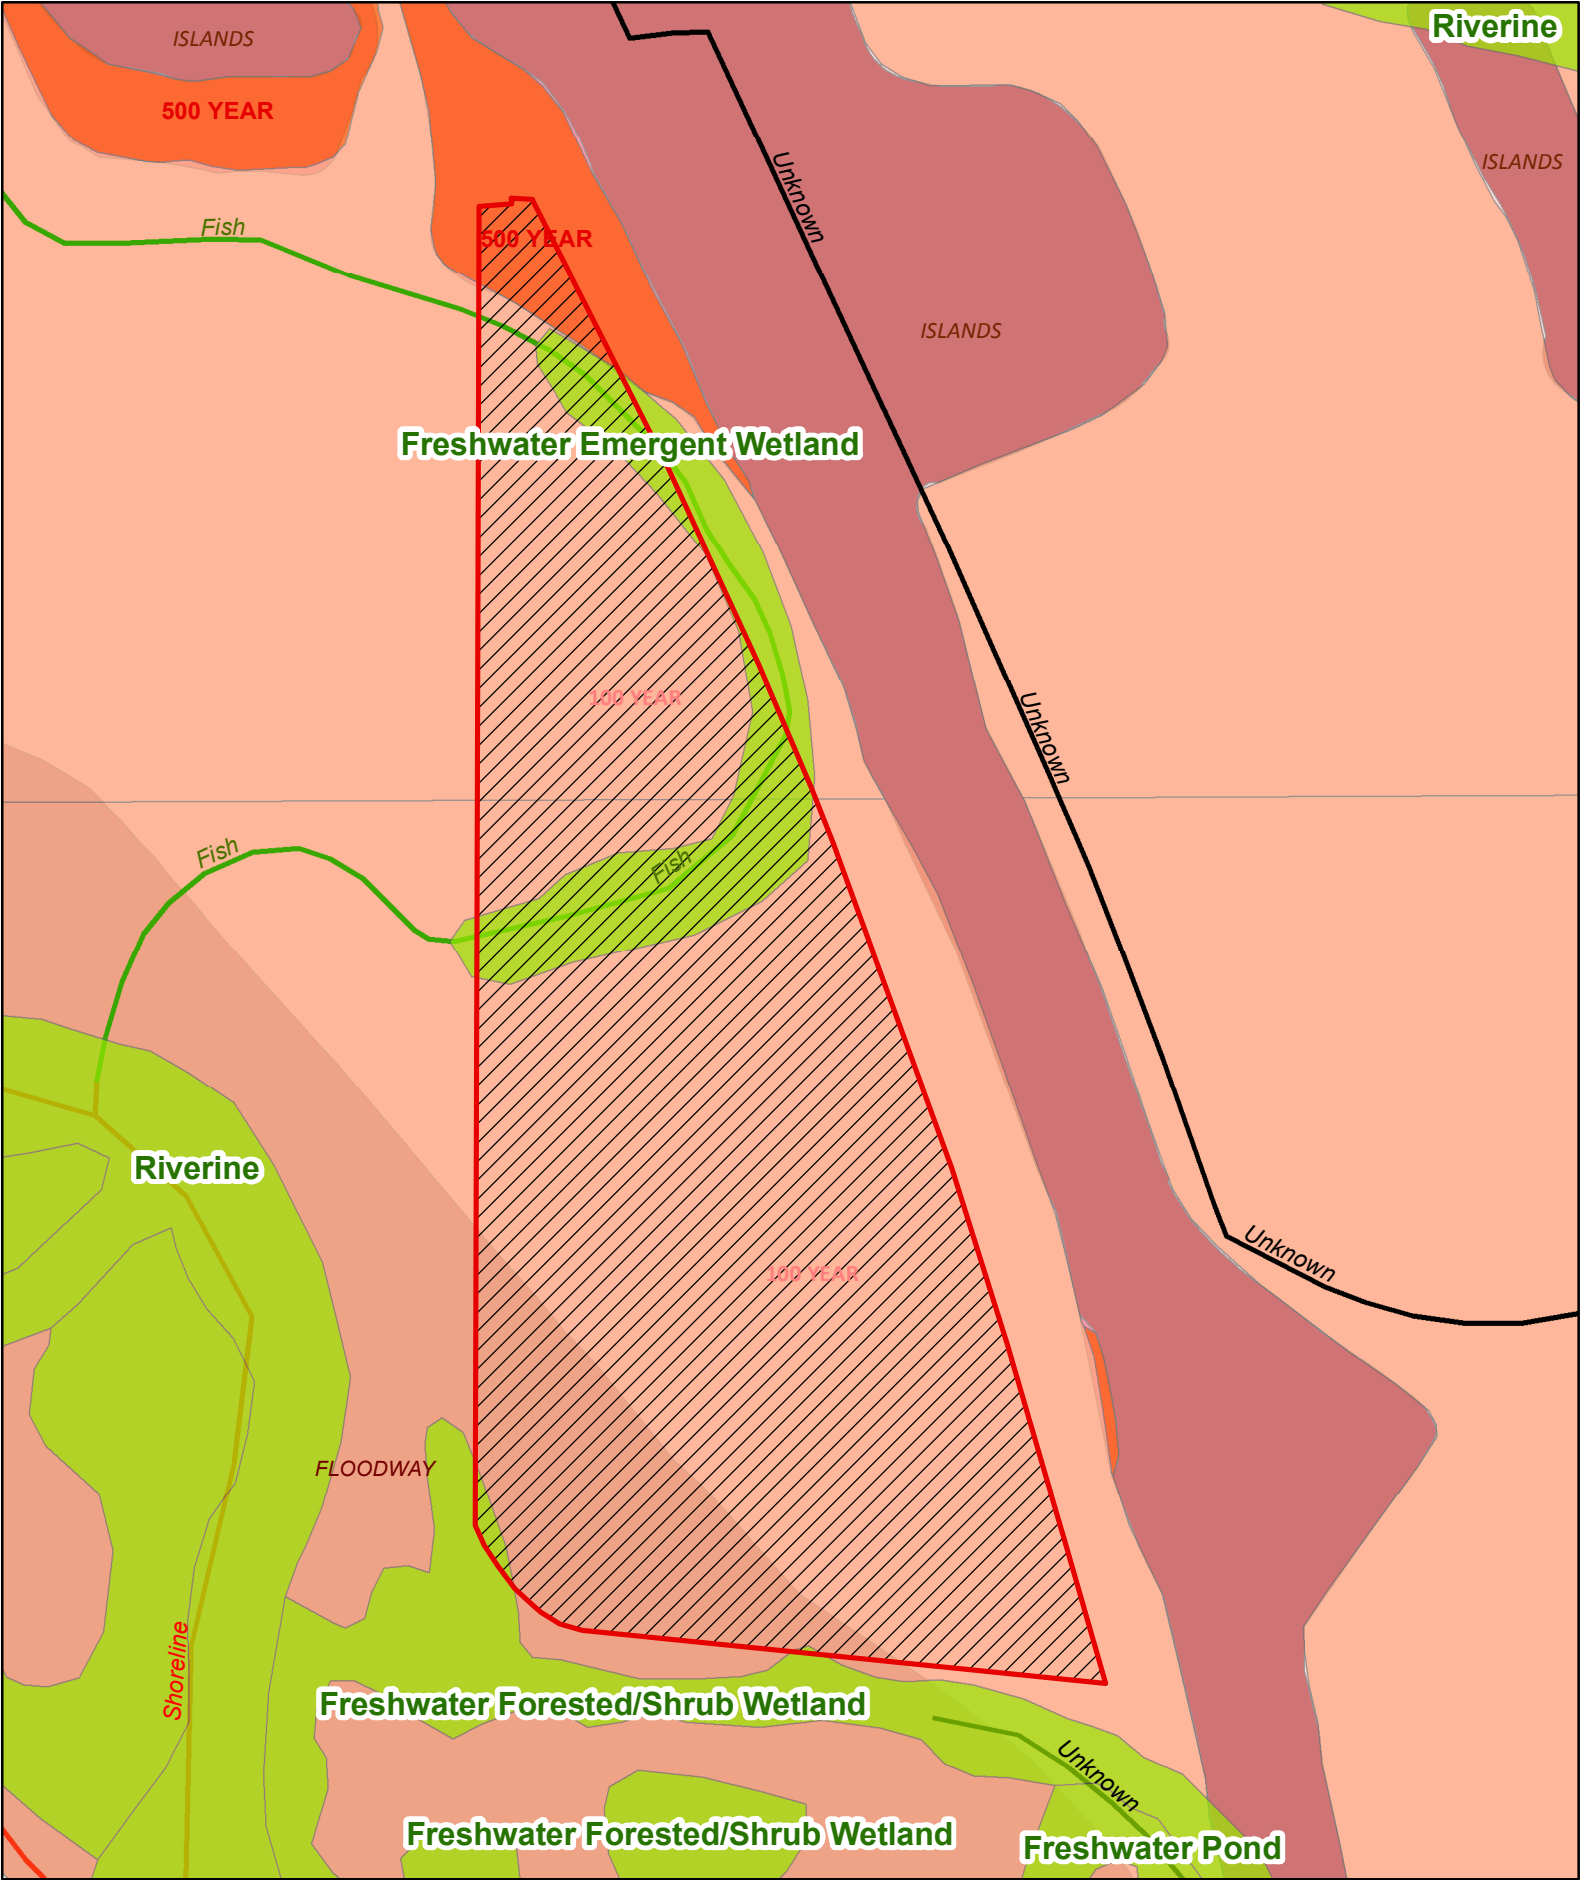 Riverine
ISLANDS
500 YEAR
ISLANDS
Unknown
Fish
500 YEAR
ISLANDS
Freshwater Emergent Wetland
100 YEAR
Unknown
Fish
Fish
Riverine
Unknown
100 YEAR
FLOODWAY
Shoreline
Freshwater Forested/Shrub Wetland
Unknown
Freshwater Forested/Shrub Wetland
Freshwater Pond